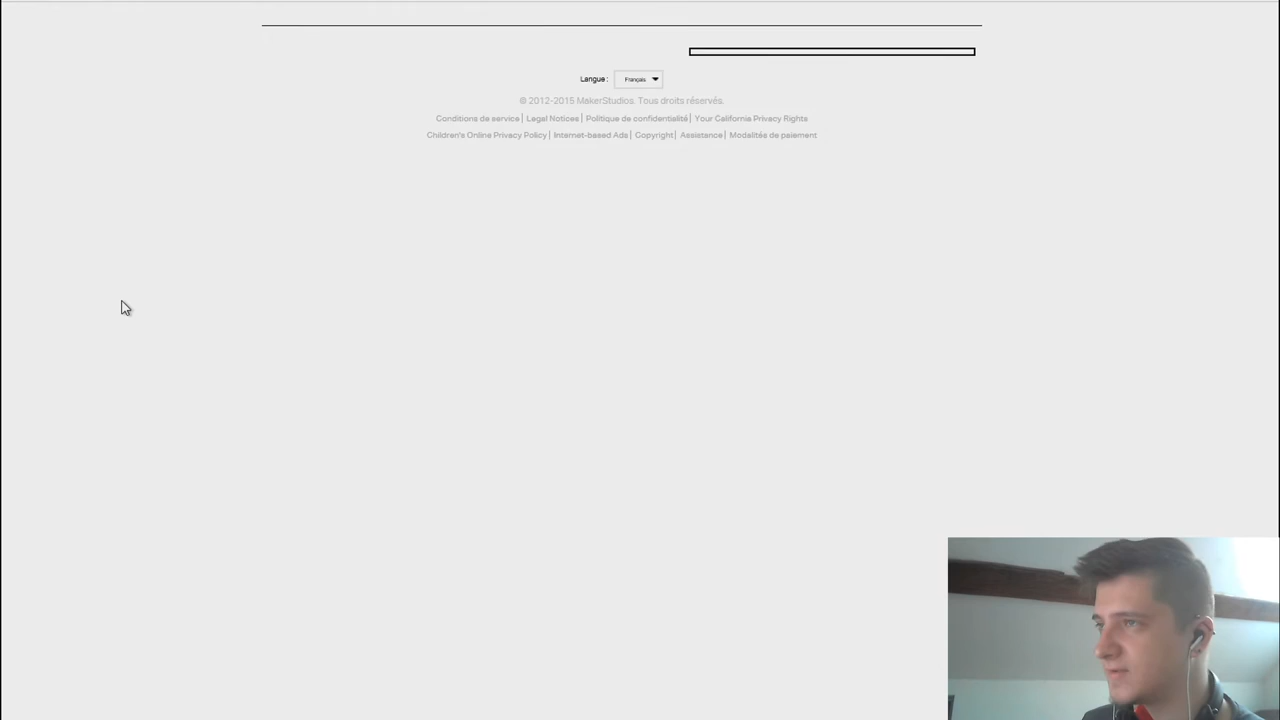 Langue : Français
© 2012-2015 MakerStudios. Tous droits réservés.
Conditions de service | Legal Notices | Politique de confidentialité | Your California Privacy Rights
Children's Online Privacy Policy | Internet-based Ads | Copyright | Assistance | Modalités de paiement